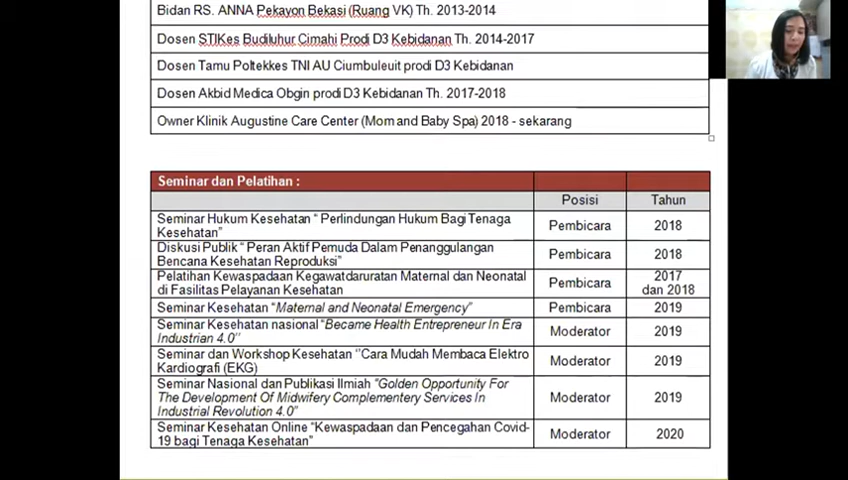 Bidan RS. ANNA Pekayon Bekasi (Ruang VK) Th. 2013-2014
Dosen STIKes Budiluhur Cimahi Prodi D3 Kebidanan Th. 2014-2017
Dosen Tamu Poltekkes TNI AU Ciumbuleuit prodi D3 Kebidanan
Dosen Akbid Medica Obgin prodi D3 Kebidanan Th. 2017-2018
Owner Klinik Augustine Care Center (Mom and Baby Spa) 2018 - sekarang
Seminar dan Pelatihan :
Posisi Tahun
Seminar Hukum Kesehatan “ Perlindungan Hukum Bagi Tenaga
Kesehatan” Pembicara 2018
Diskusi Publik “ Peran Aktif Pemuda Dalam Penanggulangan
Bencana Kesehatan Reproduksi” Pembicara 2018
Pelatihan Kewaspadaan Kegawatdaruratan Maternal dan Neonatal
di Fasilitas Pelayanan Kesehatan Pembicara 2017
dan 2018
Seminar Kesehatan “Maternal and Neonatal Emergency” Pembicara 2019
Seminar Kesehatan nasional “Became Health Entrepreneur In Era
Industrian 4.0’’ Moderator 2019
Seminar dan Workshop Kesehatan ‘’Cara Mudah Membaca Elektro
Kardiografi (EKG) Moderator 2019
Seminar Nasional dan Publikasi Ilmiah “Golden Opportunity For
The Development Of Midwifery Complementery Services In
Industrial Revolution 4.0” Moderator 2019
Seminar Kesehatan Online “Kewaspadaan dan Pencegahan Covid-
19 bagi Tenaga Kesehatan” Moderator 2020